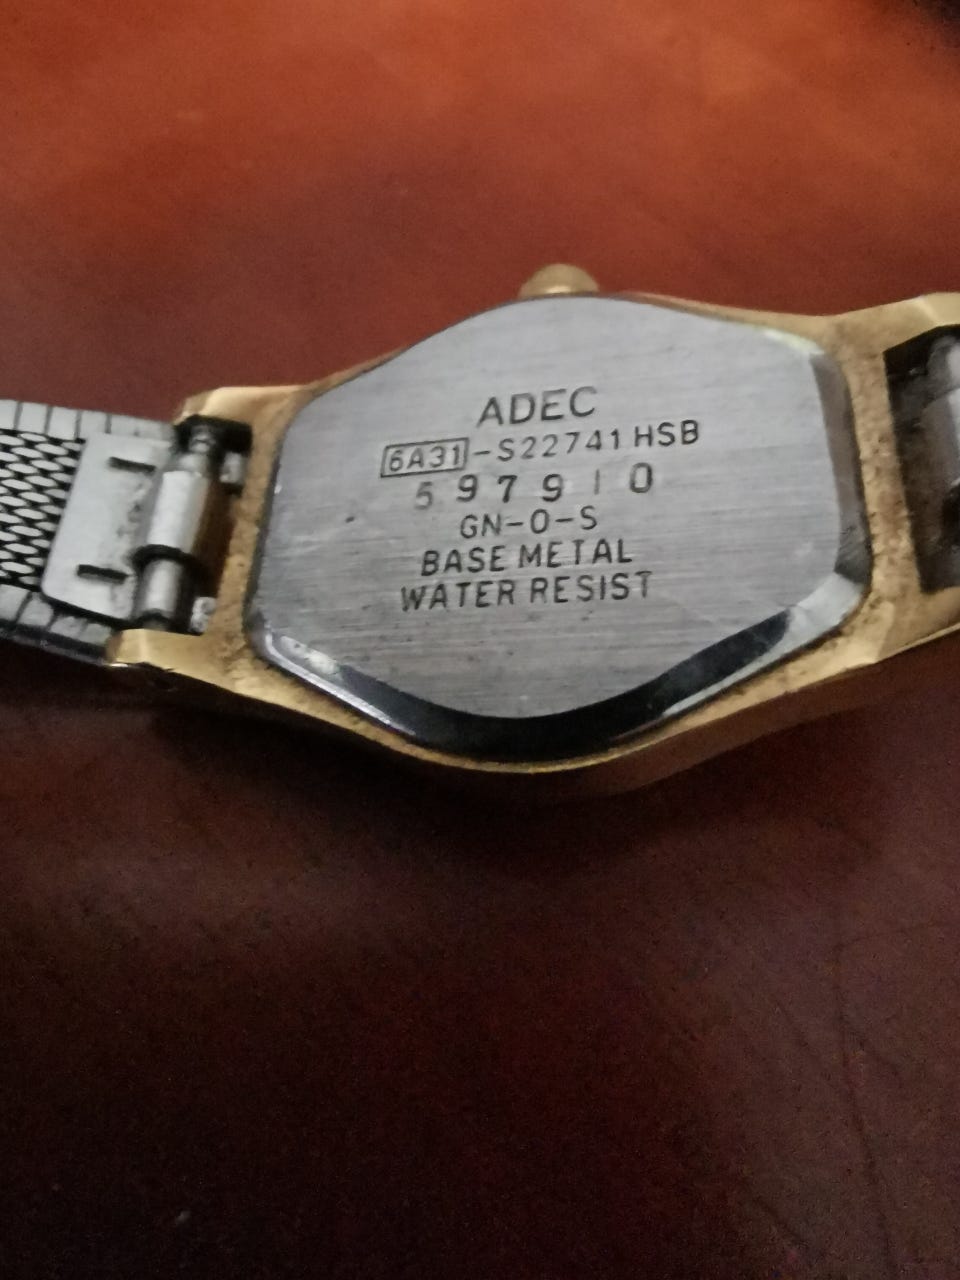 ADEC
6A31-S22741 HSB
597910
GN-0-S
BASE METAL
WATER RESIST